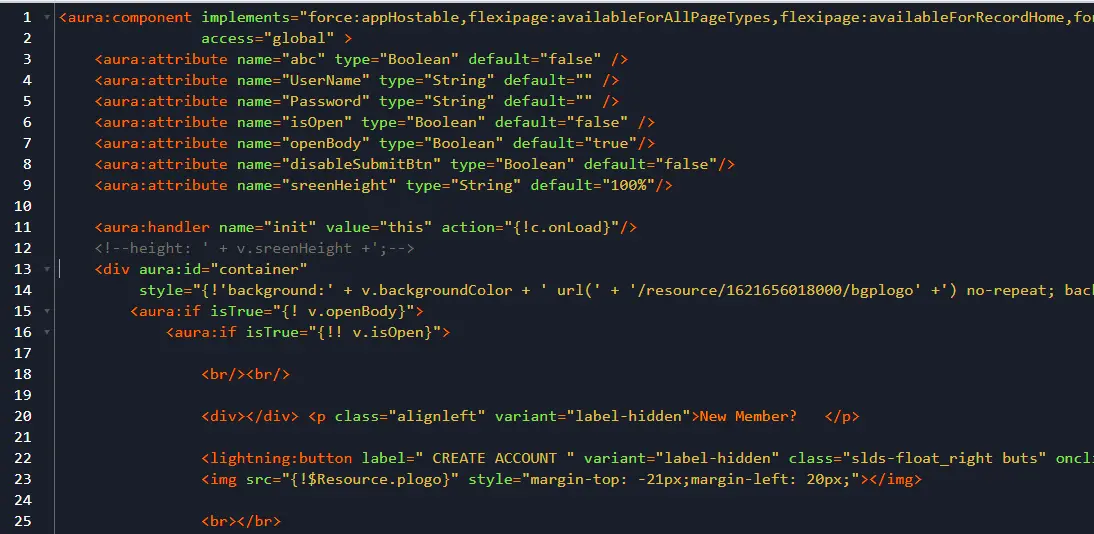 1 <aura:component implements="force:appHostable,flexipage:availableForAllPageTypes,flexipage:availableForRecordHome,for
2 access="global" >
3 <aura:attribute name="abc" type="Boolean" default="false" />
4 <aura:attribute name="UserName" type="String" default="" />
5 <aura:attribute name="Password" type="String" default="" />
6 <aura:attribute name="isOpen" type="Boolean" default="false" />
7 <aura:attribute name="openBody" type="Boolean" default="true"/>
8 <aura:attribute name="disableSubmitBtn" type="Boolean" default="false"/>
9 <aura:attribute name="sreenHeight" type="String" default="100%"/>
10
11 <aura:handler name="init" value="this" action="{!c.onLoad}"/>
12 <!--height: ' + v.sreenHeight +';-->
13 <div aura:id="container"
14 style="{!'background:' + v.backgroundColor + ' url(' + '/resource/1621656018000/bgplogo' +') no-repeat; bac
15 <aura:if isTrue="{! v.openBody}">
16 <aura:if isTrue="{!! v.isOpen}">
17
18 <br/><br/>
19
20 <div></div> <p class="alignleft" variant="label-hidden">New Member?   </p>
21
22 <lightning:button label=" CREATE ACCOUNT " variant="label-hidden" class="slds-float_right buts" oncli
23 <img src="{!$Resource.plogo}" style="margin-top: -21px;margin-left: 20px;"></img>
24
25 <br></br>